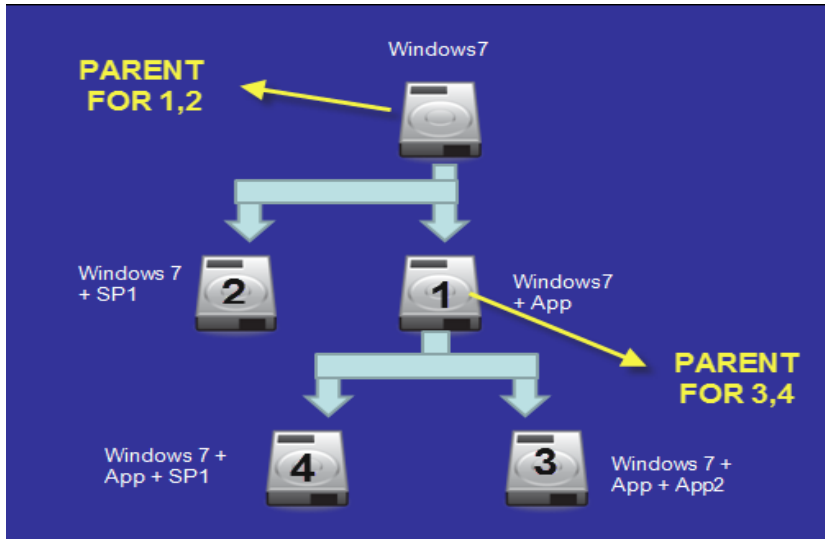 Windows7
PARENT
FOR 1,2
Windows 7
+ SP1
2
1
Windows7
+ App
PARENT
FOR 3,4
Windows 7 +
App + SP1
4
3
Windows 7 +
App + App2